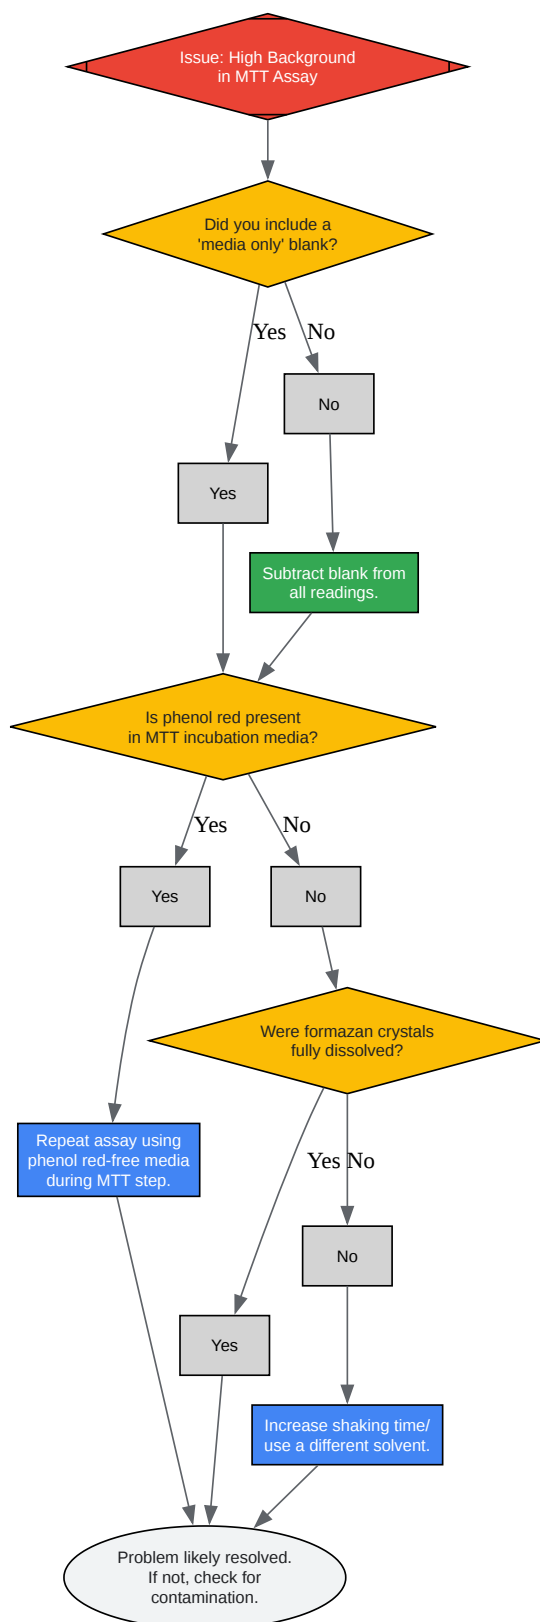 Issue: High Background
in MTT Assay
Did you include a
'media only' blank?
Yes
No
No
Yes
Subtract blank from
all readings.
Is phenol red present
in MTT incubation media?
Yes
No
Yes
No
Were formazan crystals
fully dissolved?
Repeat assay using
phenol red-free media
during MTT step.
Yes
No
No
Yes
Increase shaking time/
use a different solvent.
Problem likely resolved.
If not, check for
contamination.